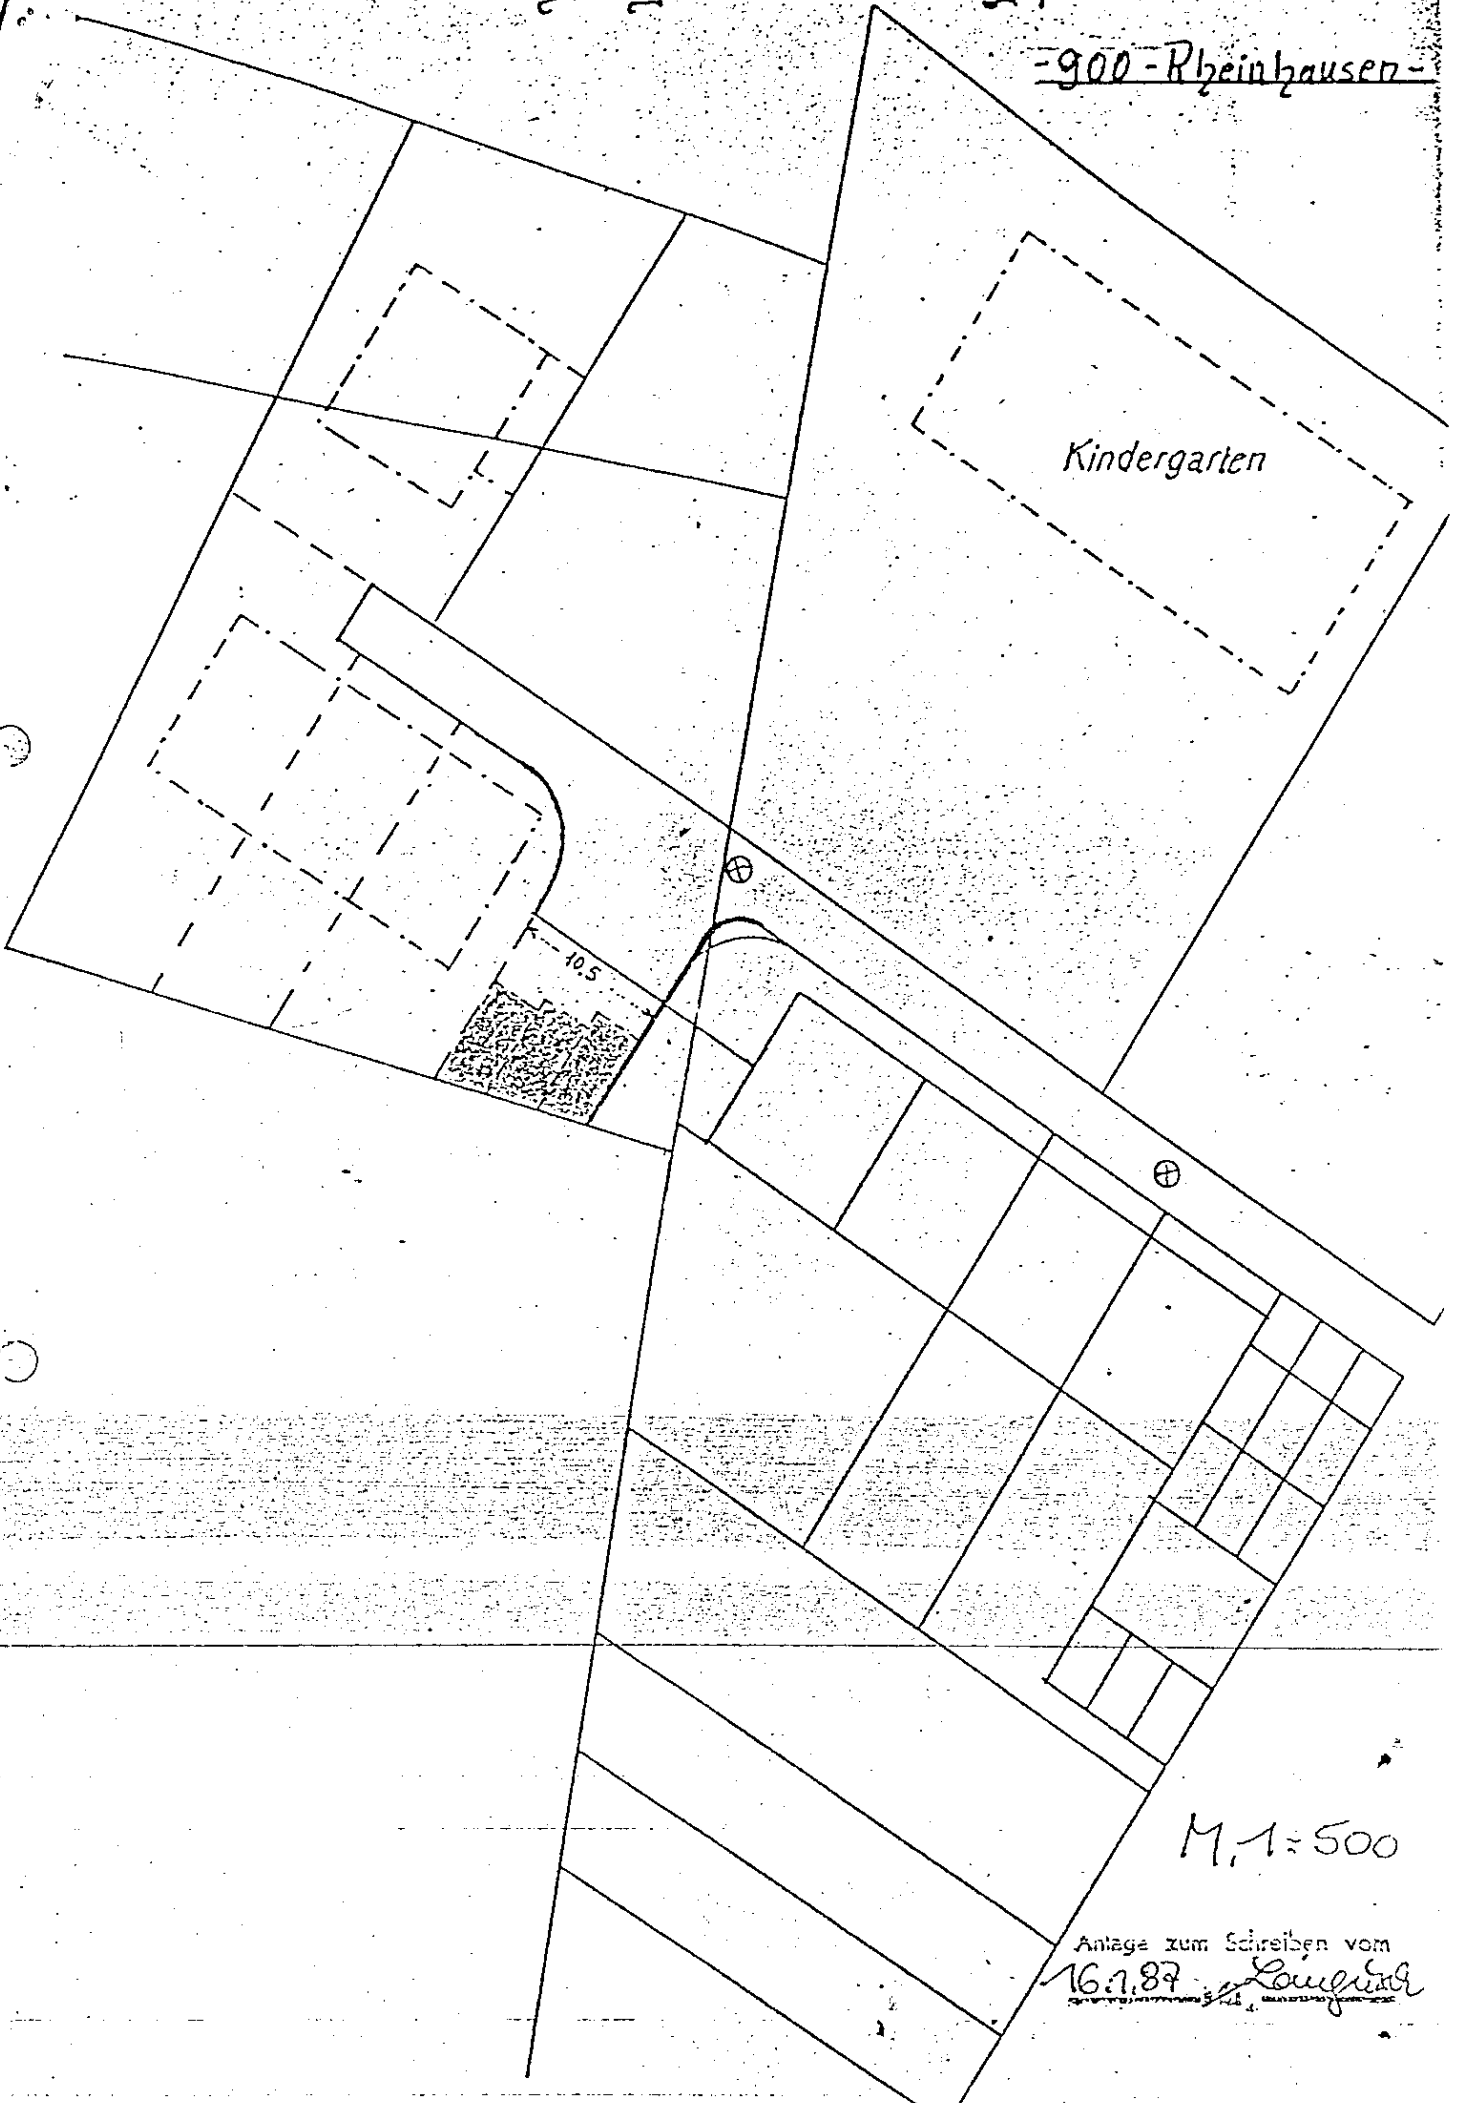 -900-Rheinhausen-
Kindergarten
10.5
M, 1:500
Anlage zum Schreiben vom
16.1.87